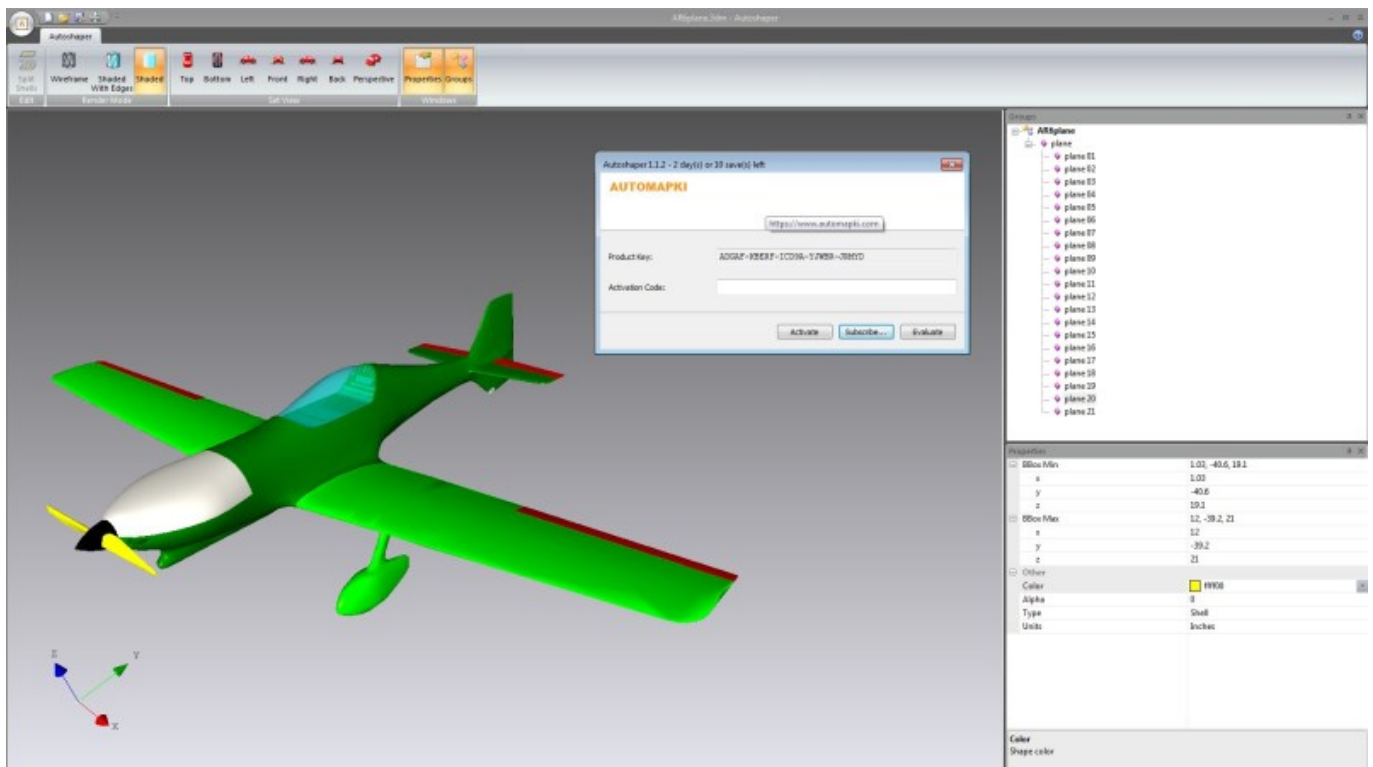 AR6plane.3dm - Autoshaper
Autoshaper
Split Shells
Wireframe
Shaded With Edges
Shaded
Top
Bottom
Left
Front
Right
Back
Perspective
Properties
Groups
Edit
Render Mode
Set View
Windows
Autoshaper 1.1.2 - 2 day(s) or 10 save(s) left
AUTOMAPKI
https://www.automapki.com
Product Key:
Activation Code:
Activate
Subscribe...
Evaluate
Z
Y
X
Groups
AR6plane
plane
plane 01
plane 02
plane 03
plane 04
plane 05
plane 06
plane 07
plane 08
plane 09
plane 10
plane 11
plane 12
plane 13
plane 14
plane 15
plane 16
plane 17
plane 18
plane 19
plane 20
plane 21
Properties
BBox Min 1.03, -40.6, 19.1
x 1.03
y -40.6
z 19.1
BBox Max 12, -39.2, 21
x 12
y -39.2
z 21
Other
Color
Alpha 0
Type Shell
Units Inches
Color
Shape color